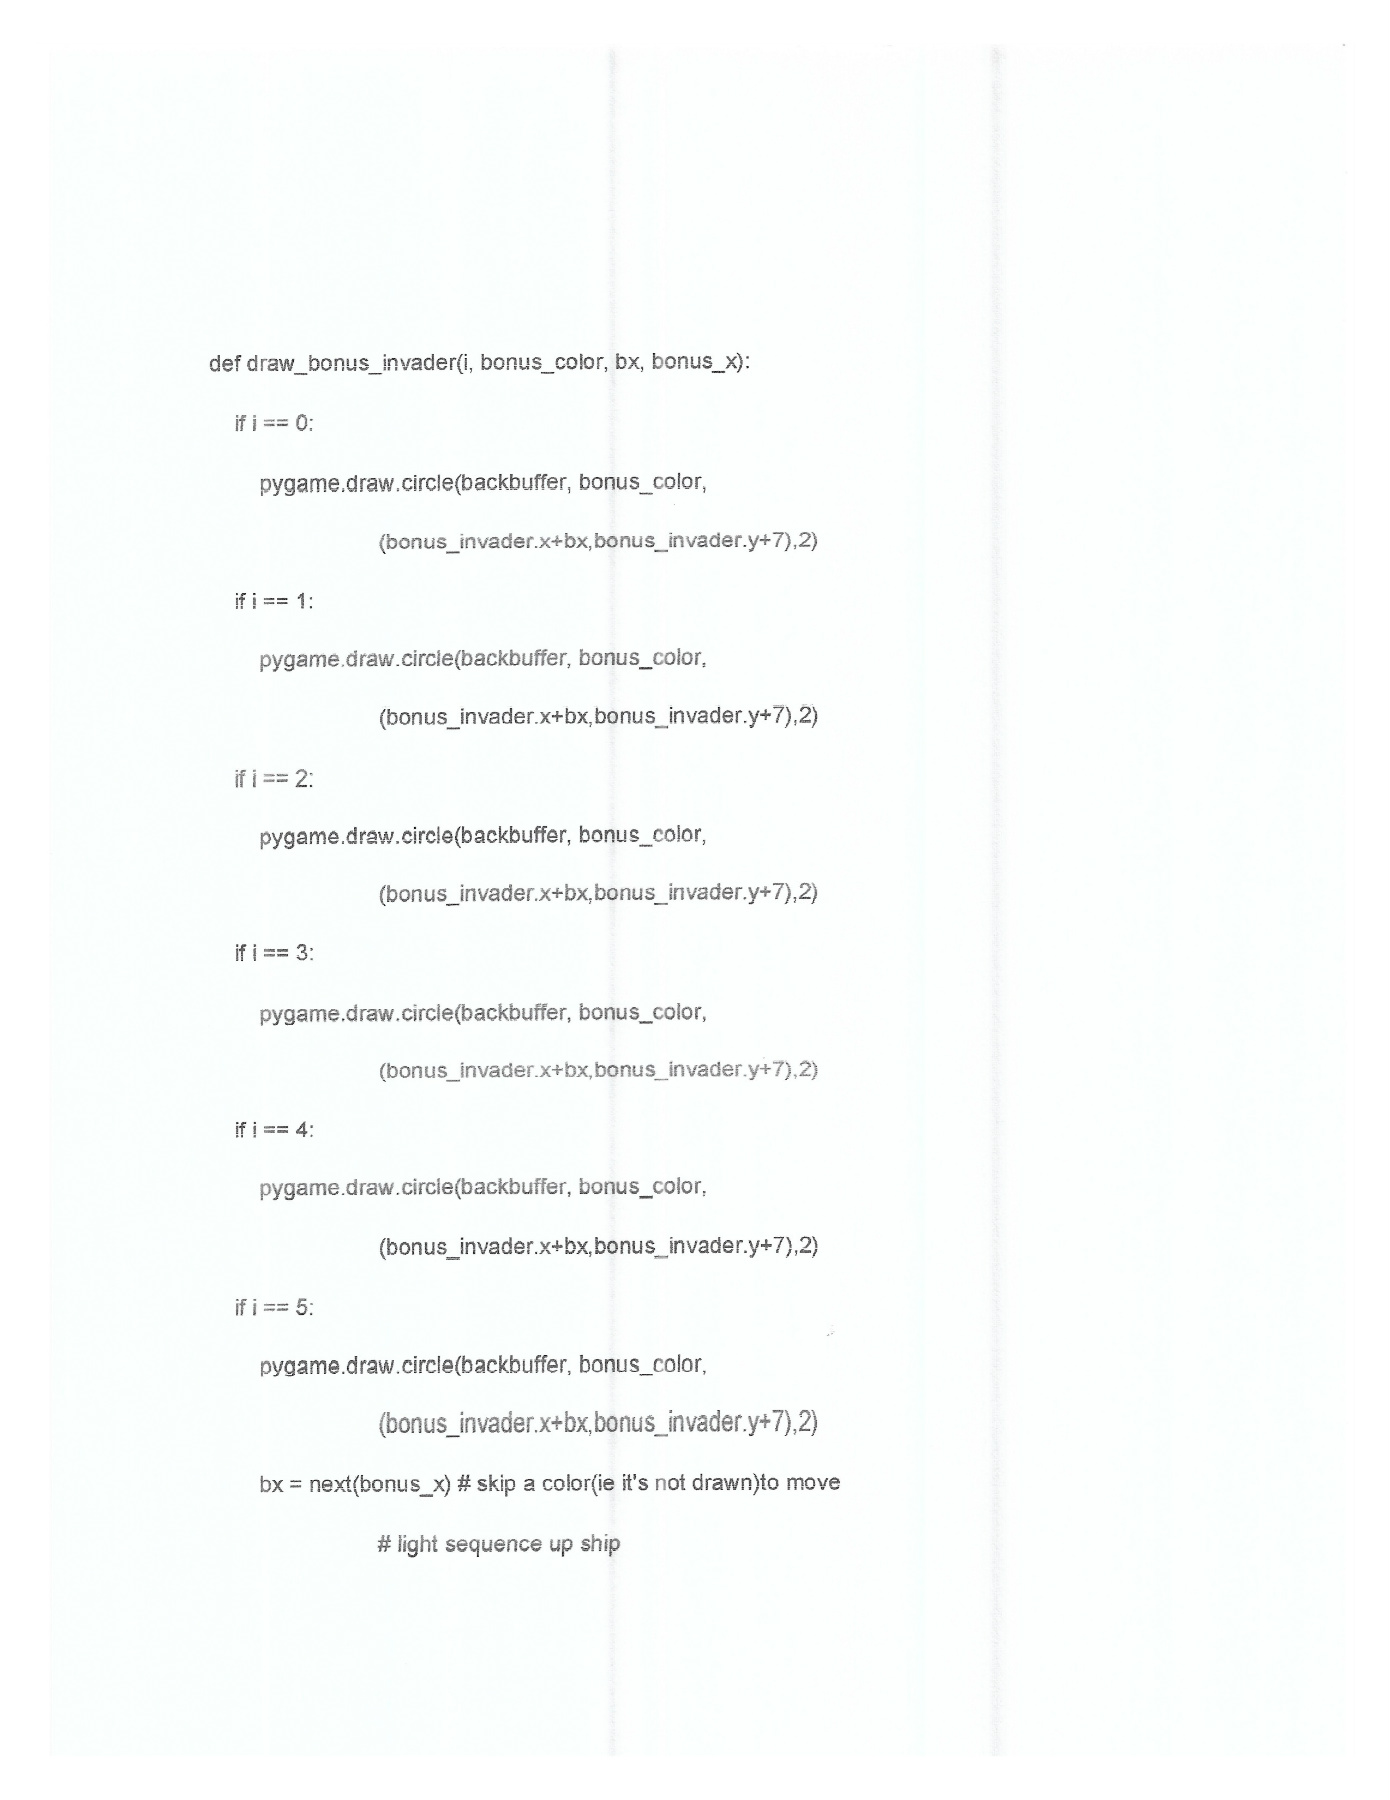 def draw_bonus_invader(i, bonus_color, bx, bonus_x):
if i == 0:
pygame.draw.circle(backbuffer, bonus_color,
(bonus_invader.x+bx,bonus_invader.y+7),2)
if i == 1:
pygame.draw.circle(backbuffer, bonus_color,
(bonus_invader.x+bx,bonus_invader.y+7),2)
if i == 2:
pygame.draw.circle(backbuffer, bonus_color,
(bonus_invader.x+bx,bonus_invader.y+7),2)
if i == 3:
pygame.draw.circle(backbuffer, bonus_color,
(bonus_invader.x+bx,bonus_invader.y+7),2)
if i == 4:
pygame.draw.circle(backbuffer, bonus_color,
(bonus_invader.x+bx,bonus_invader.y+7),2)
if i == 5:
pygame.draw.circle(backbuffer, bonus_color,
(bonus_invader.x+bx,bonus_invader.y+7),2)
bx = next(bonus_x) # skip a color(ie it's not drawn)to move
# light sequence up ship